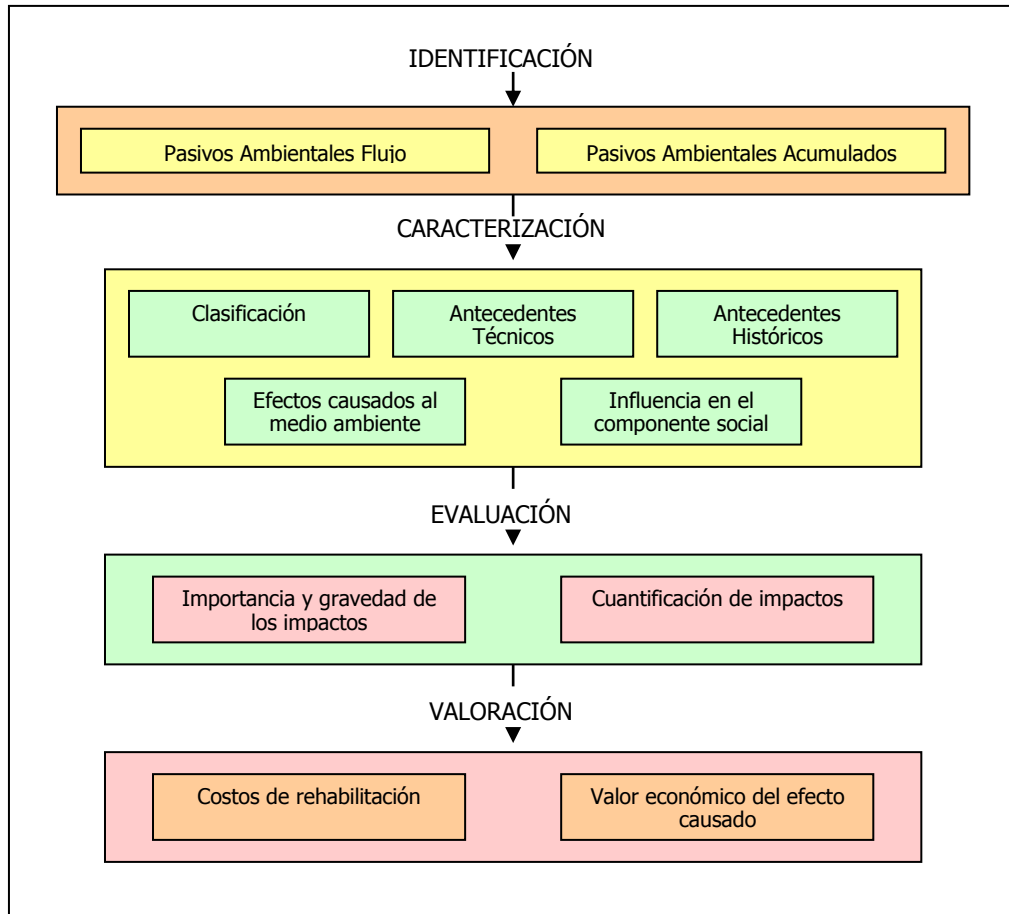 IDENTIFICACIÓN
Pasivos Ambientales Flujo
Pasivos Ambientales Acumulados
CARACTERIZACIÓN
Clasificación
Antecedentes
Técnicos
Antecedentes
Históricos
Efectos causados al
medio ambiente
Influencia en el
componente social
EVALUACIÓN
Importancia y gravedad de
los impactos
Cuantificación de impactos
VALORACIÓN
Costos de rehabilitación
Valor económico del efecto
causado